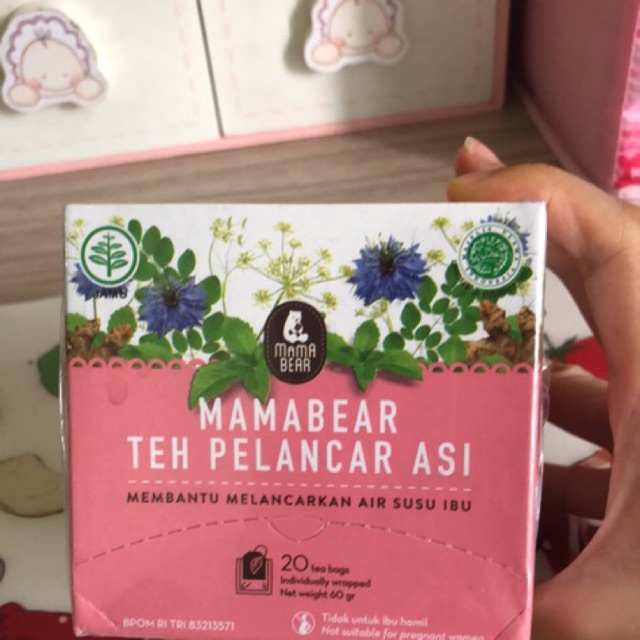 JAMU
MAMA
BEAR
MAMABEAR
TEH PELANCAR ASI
MEMBANTU MELANCARKAN AIR SUSU IBU
20 tea bags
Individually wrapped
Net weight 60 gr
BPOM RI TRI 83213571
Tidak untuk ibu hamil
Not suitable for pregnant women